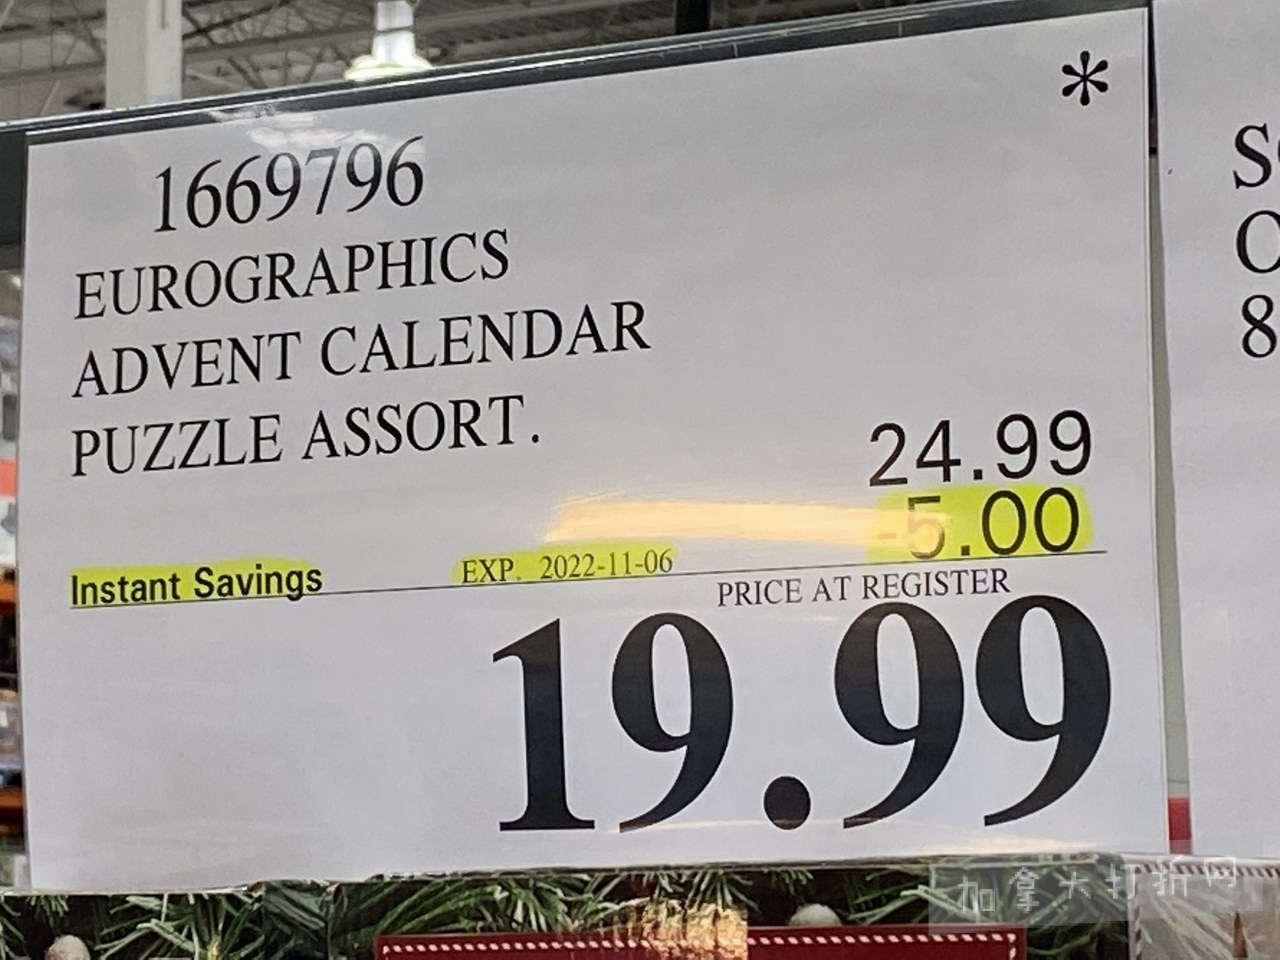 *
1669796
EUROGRAPHICS
ADVENT CALENDAR
PUZZLE ASSORT.
24.99
-5.00
Instant Savings EXP. 2022-11-06
PRICE AT REGISTER
19.99
S
O
8
加拿大打折网